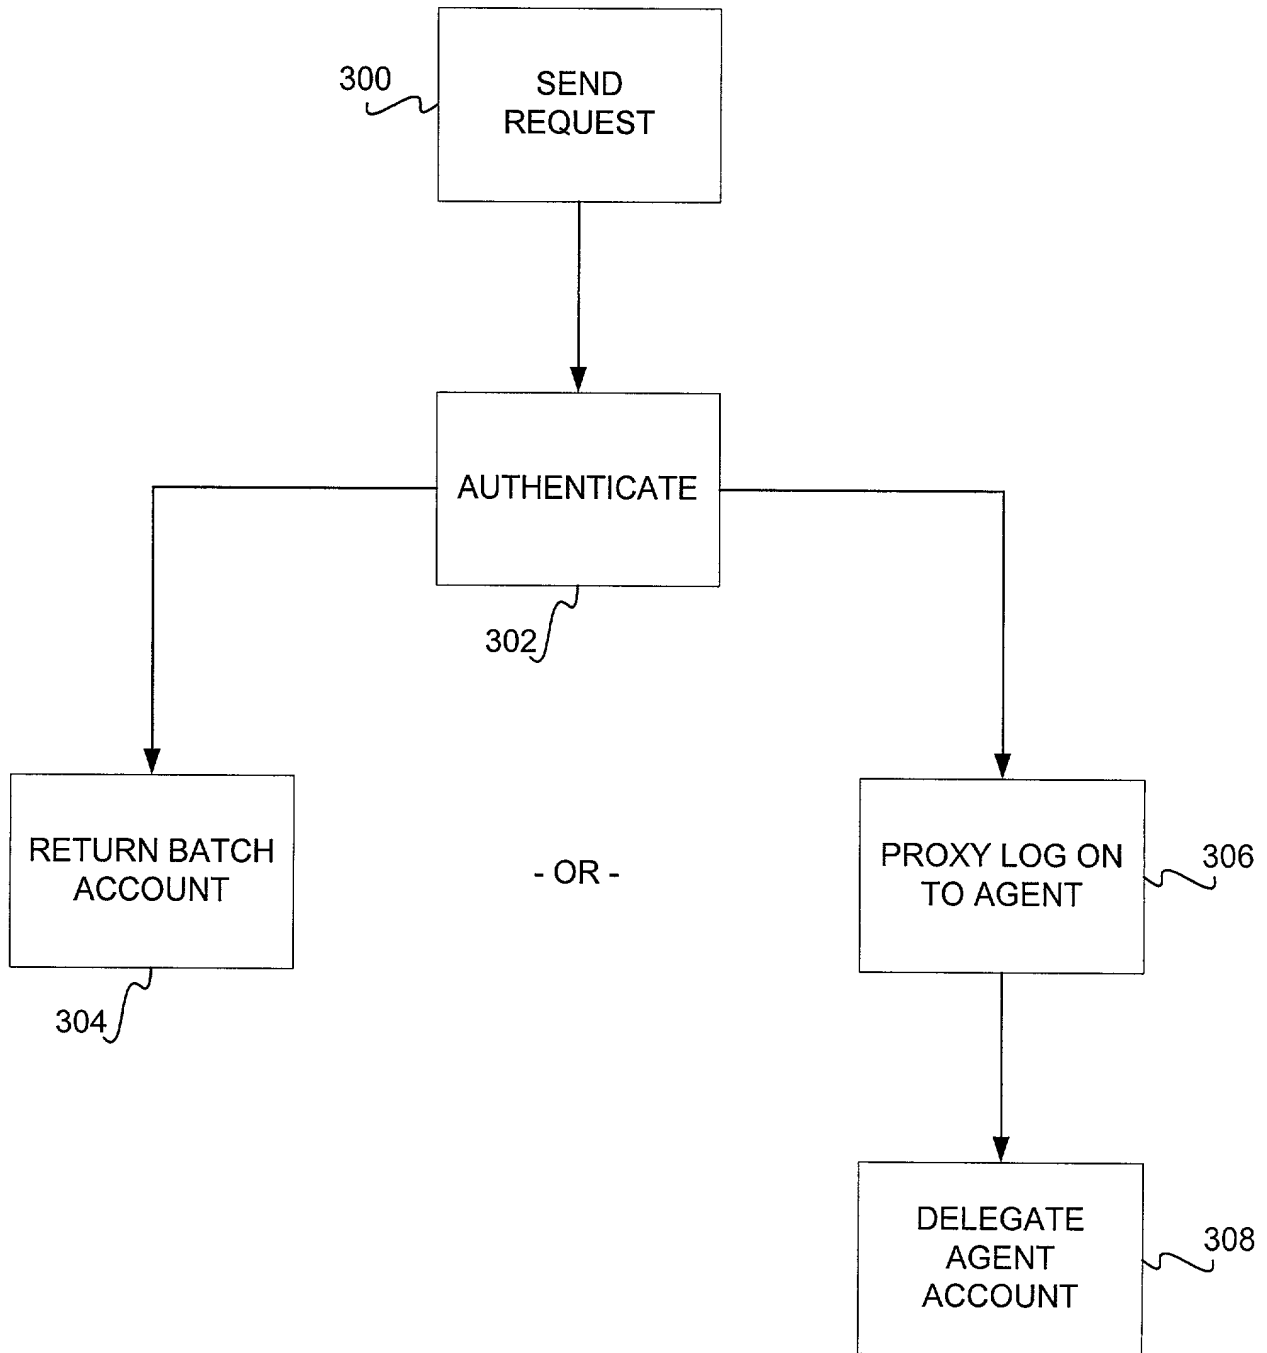 300
SEND
REQUEST
AUTHENTICATE
302
RETURN BATCH
ACCOUNT
304
- OR -
PROXY LOG ON
TO AGENT
306
DELEGATE
AGENT
ACCOUNT
308